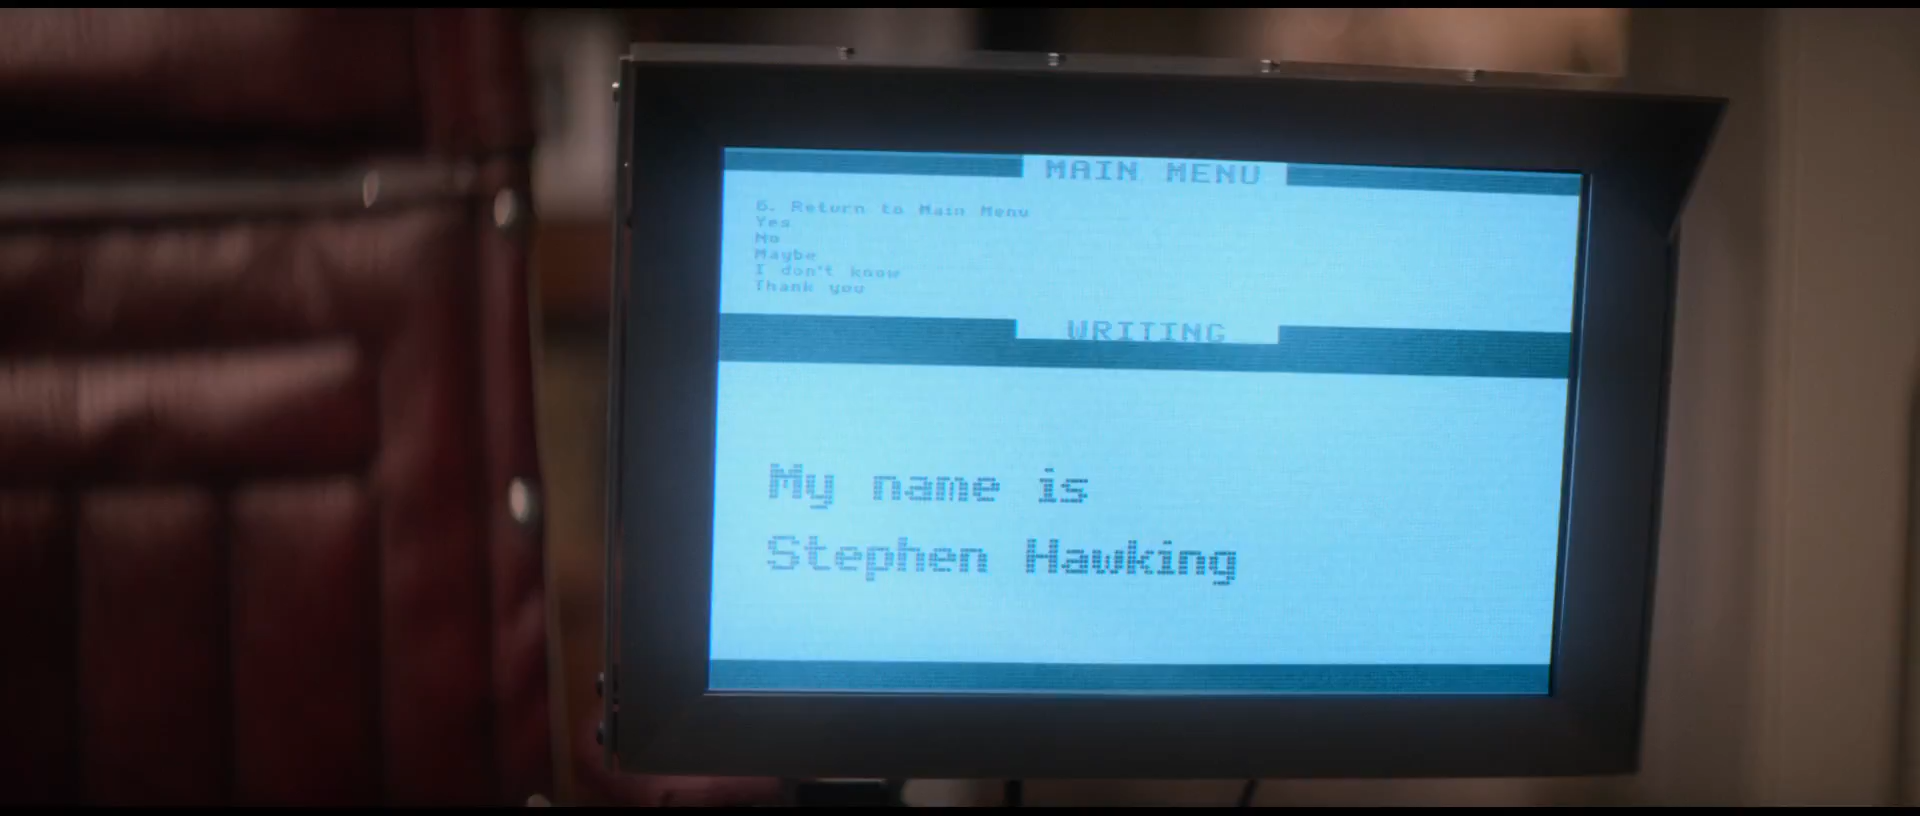 MAIN MENU
6. Return to Main Menu
Yes
No
Maybe
I don't know
Thank you
WRITING
My name is
Stephen Hawking